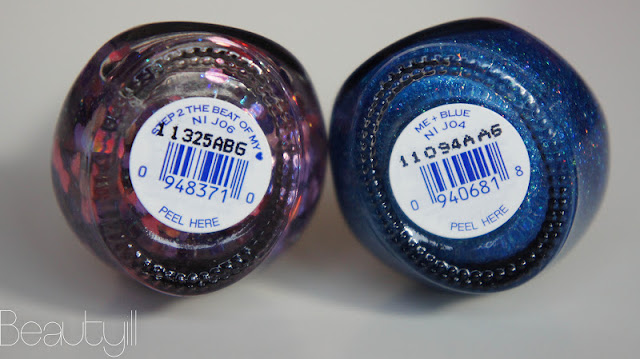 STEP 2 THE BEAT OF MY ♥
NI J06
11325ABG
0 948371 0
PEEL HERE
ME + BLUE
NI J04
11094AAG
0 940681 8
PEEL HERE
Beautyill